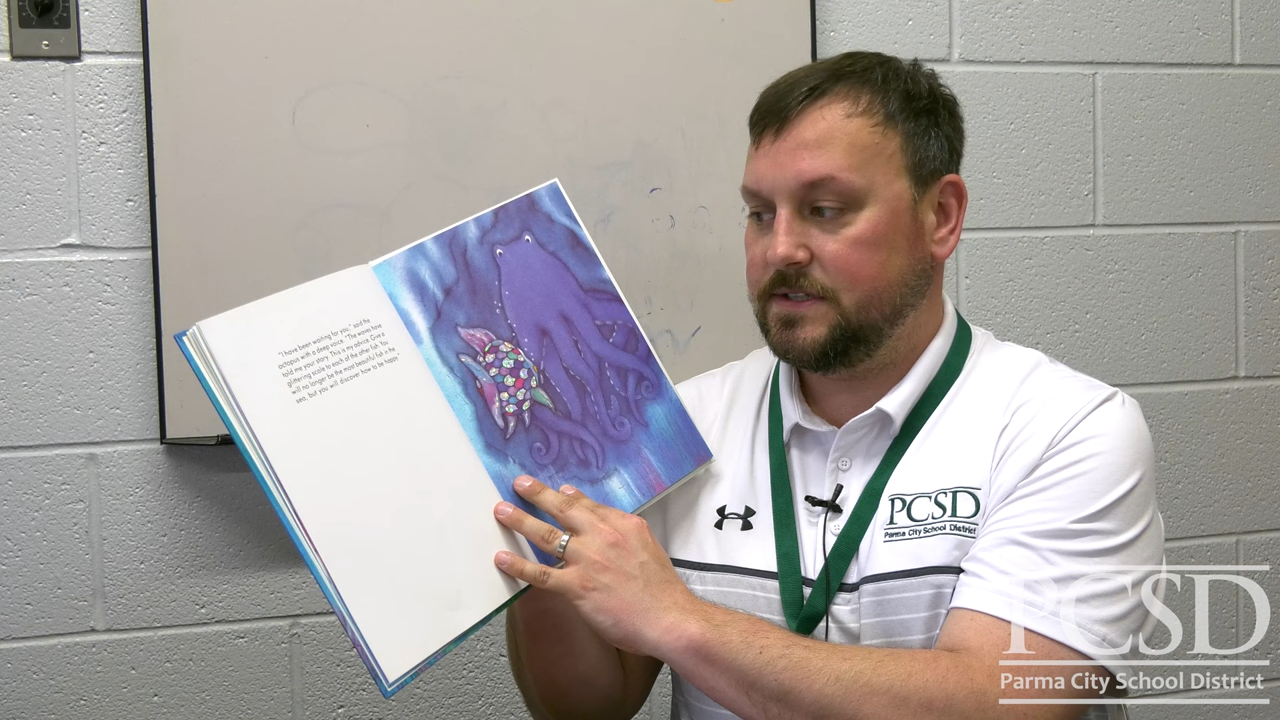 "I have been waiting for you," said the
octopus with a deep voice. "The waves have
told me your story. This is my advice. Give a
glittering scale to each of the other fish. You
will no longer be the most beautiful fish in the
sea, but you will discover how to be happy."
PCSD
Parma City School District
PCSD
Parma City School District